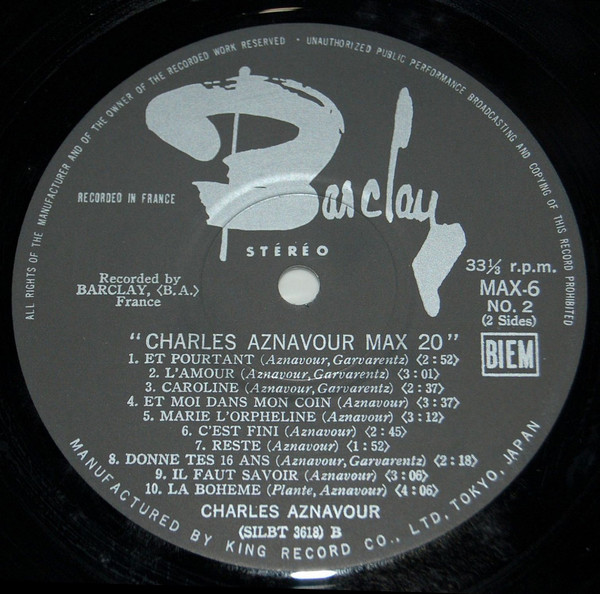 ALL RIGHTS OF THE MANUFACTURER AND OF THE OWNER OF THE RECORDED WORK RESERVED • UNAUTHORIZED PUBLIC PERFORMANCE BROADCASTING AND COPYING OF THIS RECORD PROHIBITED
Barclay
RECORDED IN FRANCE
STÉRÉO
Recorded by
BARCLAY, 〈B.A.〉
France
33⅓ r.p.m.
MAX-6
NO. 2
(2 Sides)
BIEM
"CHARLES AZNAVOUR MAX 20"
1. ET POURTANT (Aznavour, Garvarentz) 〈2:52〉
2. L'AMOUR (Aznavour, Garvarentz) 〈3:01〉
3. CAROLINE (Aznavour, Garvarentz) 〈2:37〉
4. ET MOI DANS MON COIN (Aznavour) 〈3:37〉
5. MARIE L'ORPHELINE (Aznavour) 〈3:12〉
6. C'EST FINI (Aznavour) 〈2:45〉
7. RESTE (Aznavour) 〈1:52〉
8. DONNE TES 16 ANS (Aznavour, Garvarentz) 〈2:18〉
9. IL FAUT SAVOIR (Aznavour) 〈3:06〉
10. LA BOHEME (Plante, Aznavour) 〈4:06〉
CHARLES AZNAVOUR
(SILBT 3618) B
MANUFACTURED BY KING RECORD CO., LTD, TOKYO, JAPAN